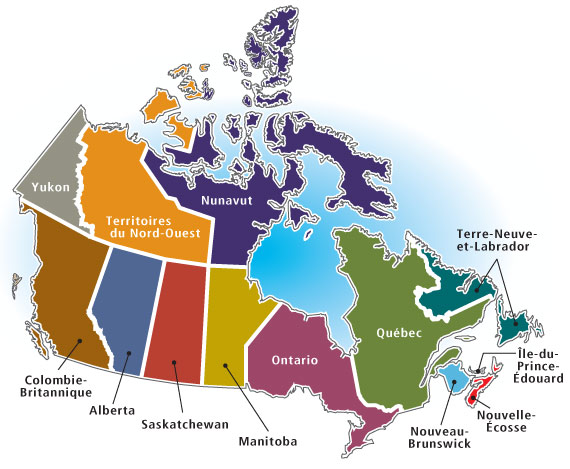 Yukon
Territoires
du Nord-Ouest
Nunavut
Terre-Neuve-
et-Labrador
Québec
Île-du-
Prince-
Édouard
Ontario
Colombie-
Britannique
Alberta
Saskatchewan
Manitoba
Nouveau-
Brunswick
Nouvelle-
Écosse